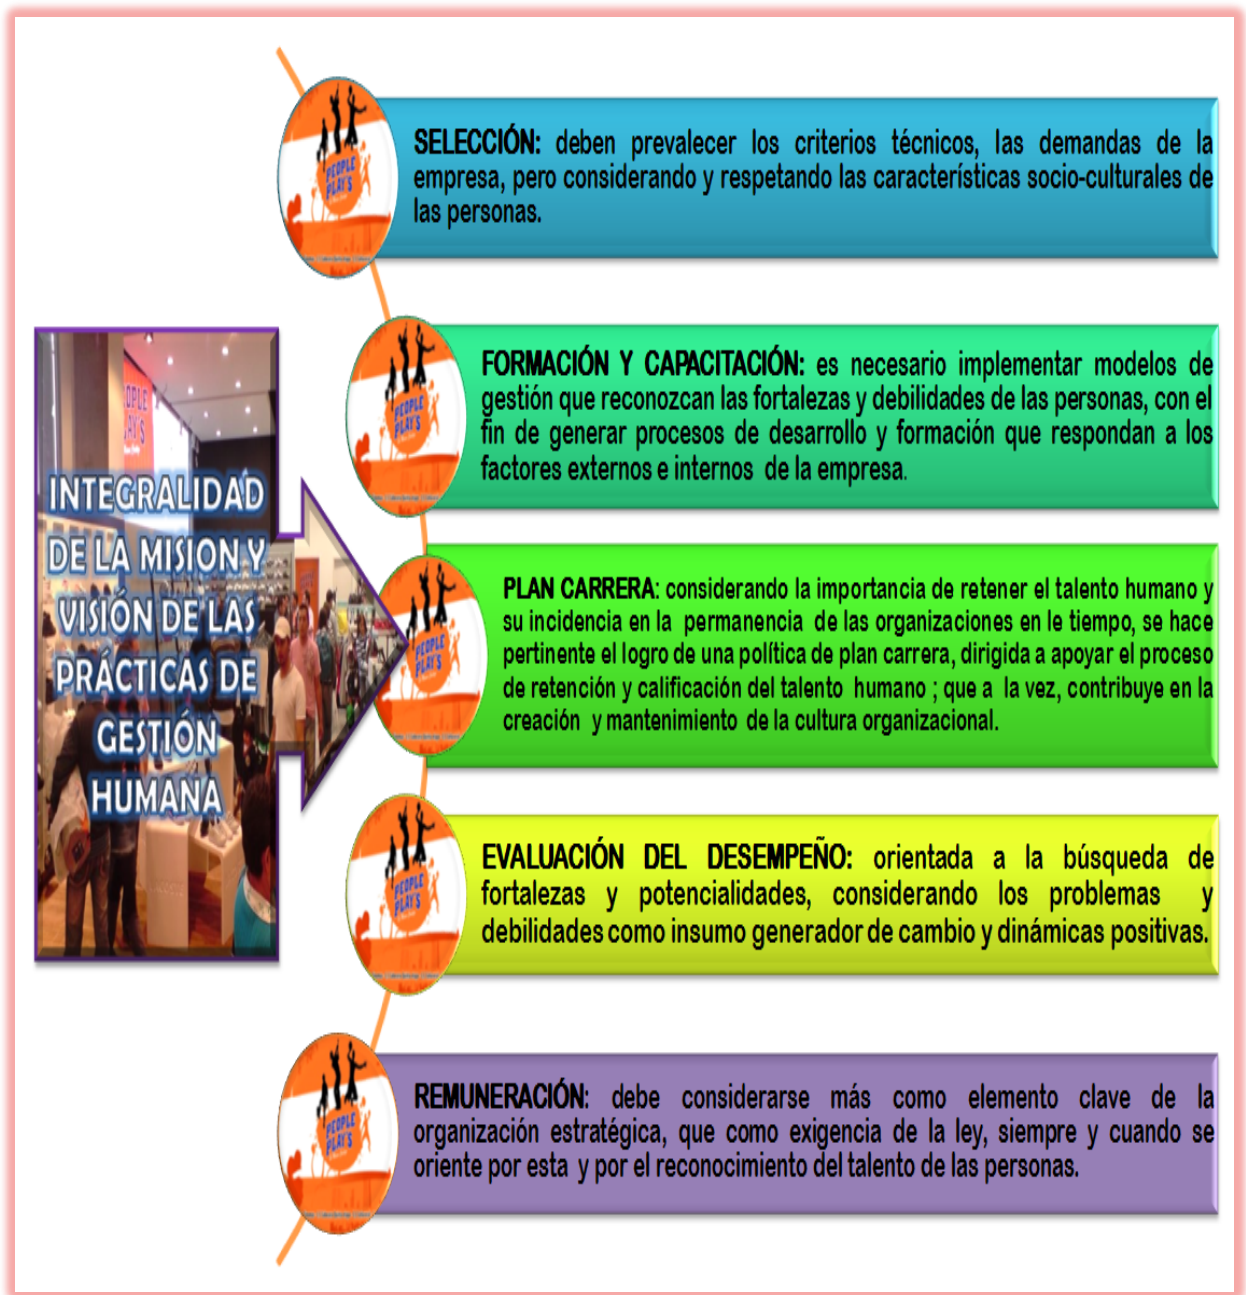 SELECCIÓN: deben prevalecer los criterios técnicos, las demandas de la
empresa, pero considerando y respetando las características socio-culturales de
las personas.
FORMACIÓN Y CAPACITACIÓN: es necesario implementar modelos de
gestión que reconozcan las fortalezas y debilidades de las personas, con el
fin de generar procesos de desarrollo y formación que respondan a los
factores externos e internos de la empresa.
INTEGRALIDAD
DE LA MISION Y
VISIÓN DE LAS
PRÁCTICAS DE
GESTIÓN
HUMANA
PLAN CARRERA: considerando la importancia de retener el talento humano y
su incidencia en la permanencia de las organizaciones en le tiempo, se hace
pertinente el logro de una política de plan carrera, dirigida a apoyar el proceso
de retención y calificación del talento humano ; que a la vez, contribuye en la
creación y mantenimiento de la cultura organizacional.
EVALUACIÓN DEL DESEMPEÑO: orientada a la búsqueda de
fortalezas y potencialidades, considerando los problemas y
debilidades como insumo generador de cambio y dinámicas positivas.
REMUNERACIÓN: debe considerarse más como elemento clave de la
organización estratégica, que como exigencia de la ley, siempre y cuando se
oriente por esta y por el reconocimiento del talento de las personas.
PEOPLE
PLAY'S
PEOPLE
PLAY'S
PEOPLE
PLAY'S
PEOPLE
PLAY'S
PEOPLE
PLAY'S